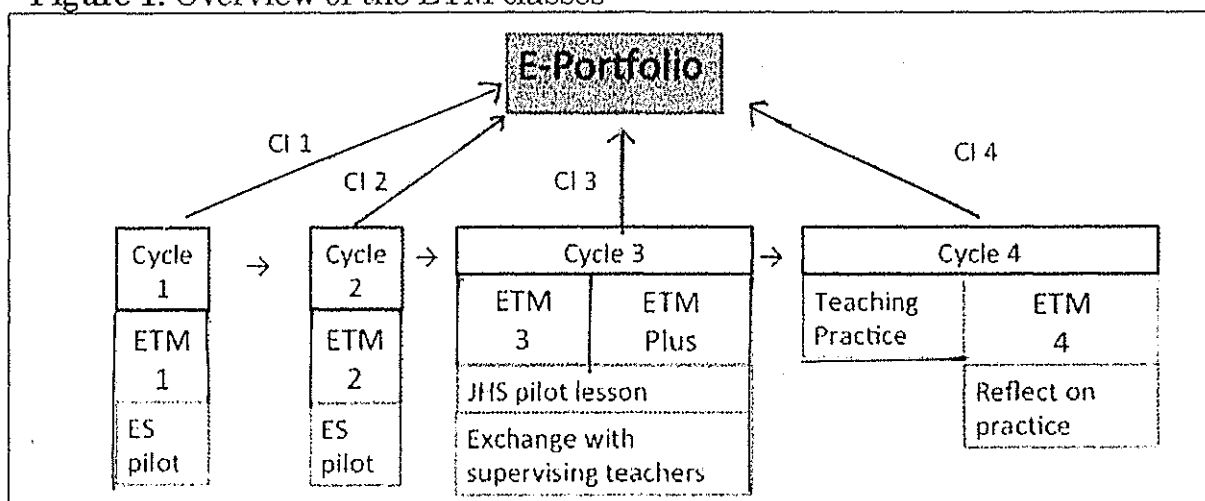 Figure 1. Overview of the ETM classes
E-Portfolio
CI 1
CI 2
CI 3
CI 4
Cycle
1
→
Cycle
2
→
Cycle 3
→
Cycle 4
ETM
1
ETM
2
ETM
3
ETM
Plus
Teaching
Practice
ETM
4
ES
pilot
ES
pilot
JHS pilot lesson
Exchange with
supervising teachers
Reflect on
practice